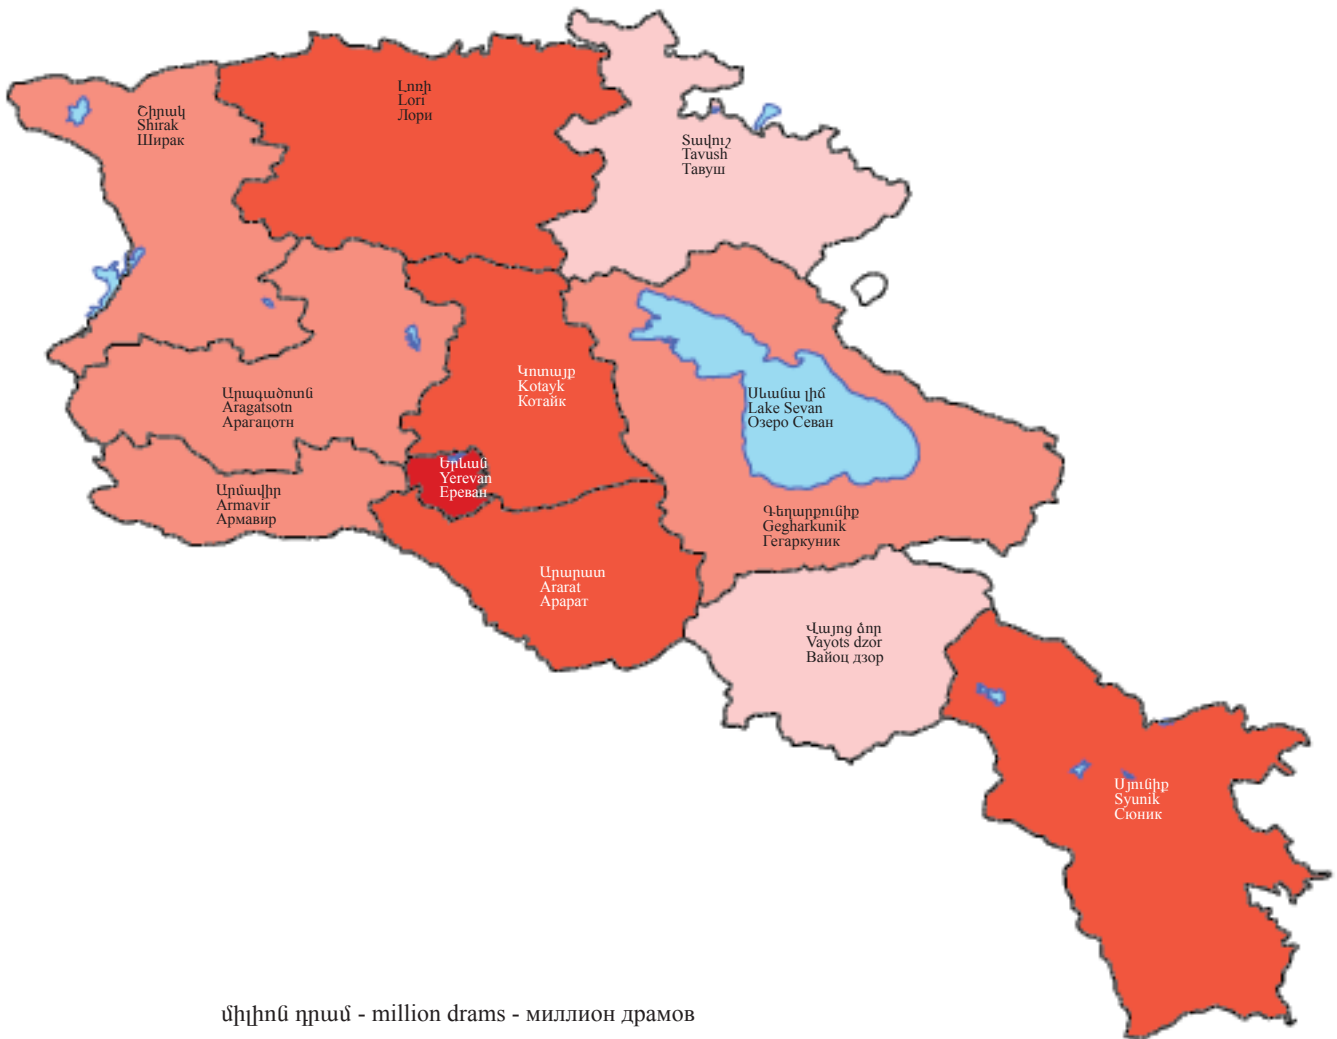 Լոռի
Lori
Лори
Շիրակ
Shirak
Ширак
Տավուշ
Tavush
Тавуш
Կոտայք
Kotayk
Котайк
Արագածոտն
Aragatsotn
Арагацотн
Սևանա լիճ
Lake Sevan
Озеро Севан
Երևան
Yerevan
Ереван
Արմավիր
Armavir
Армавир
Գեղարքունիք
Gegharkunik
Гегаркуник
Արարատ
Ararat
Арарат
Վայոց ձոր
Vayots dzor
Вайоц дзор
Սյունիք
Syunik
Сюник
միլիոն դրամ - million drams - миллион драмов